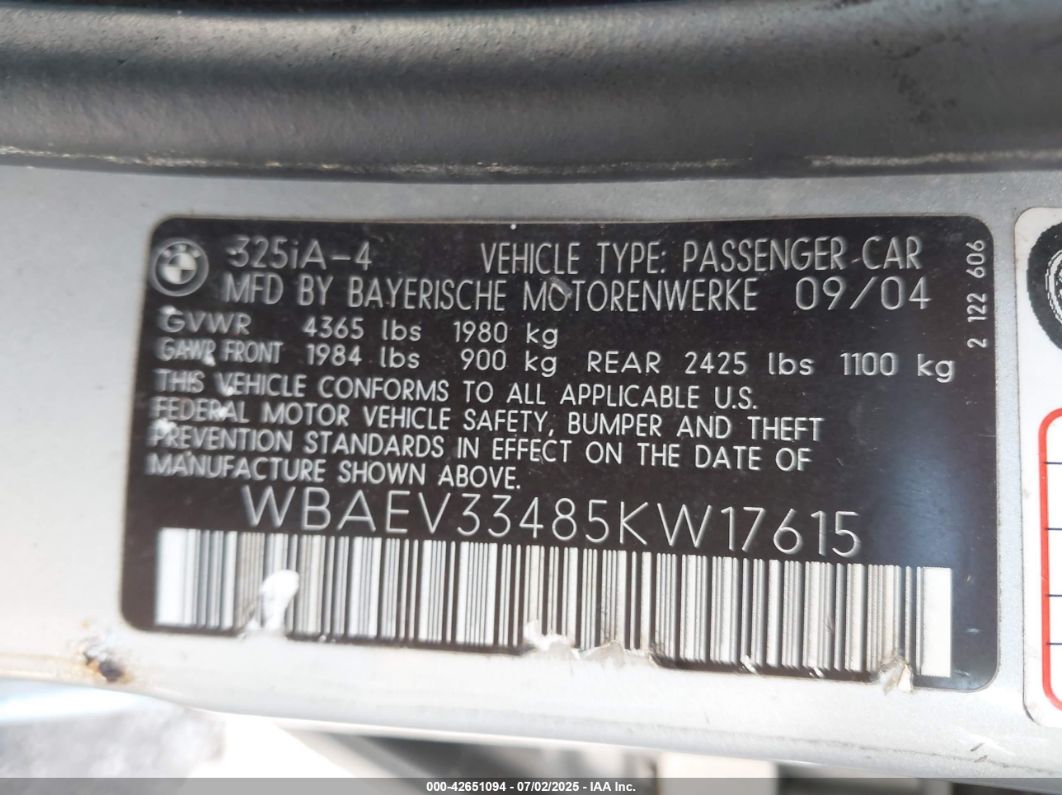 325iA-4 VEHICLE TYPE: PASSENGER CAR
MFD BY BAYERISCHE MOTORENWERKE 09/04
GVWR 4365 lbs 1980 kg
GAWR FRONT 1984 lbs 900 kg REAR 2425 lbs 1100 kg
THIS VEHICLE CONFORMS TO ALL APPLICABLE U.S.
FEDERAL MOTOR VEHICLE SAFETY, BUMPER AND THEFT
PREVENTION STANDARDS IN EFFECT ON THE DATE OF
MANUFACTURE SHOWN ABOVE.
WBAEV33485KW17615
2 122 606
000-42651094 - 07/02/2025 - IAA Inc.